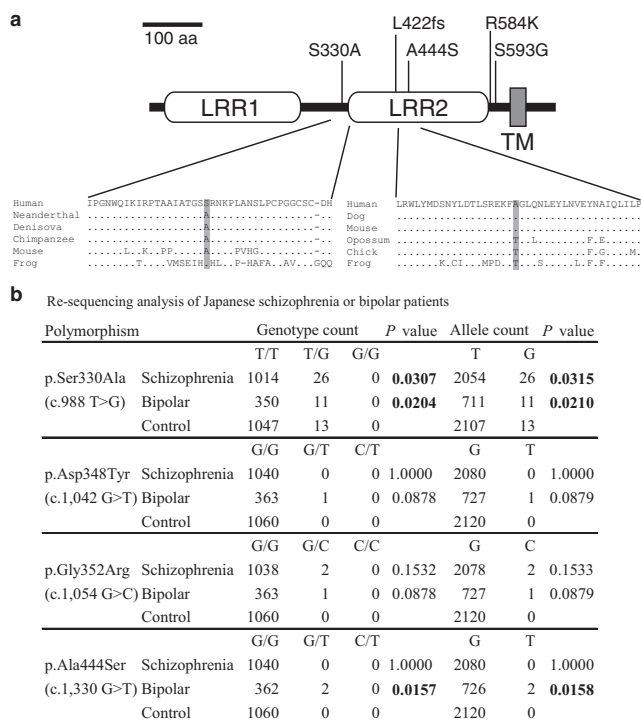 a
100 aa
S330A
L422fs
A444S
R584K
S593G
LRR1
LRR2
TM
Human IPGNWQIKIRPTAAIATGSSRNKPLANSLPCPGGCSC-DH
Neanderthal ...................A.................-..
Denisova ...................A.................-..
Chimpanzee ...................A.................-..
Mouse ......L..K..PP.....A....PVHG.........-..
Frog ........T....VMSEIH.HL..P-HAFA..AV...GQQ
Human LRWLYMDSNYLDTLSREKFAGLQNLEYLNVEYNAIQLILP
Dog ........................................
Mouse ........................................
Opossum ...................T..L.........F.E.....
Chick ...................T............F.G...M.
Frog .......K.CI...MPD..T...S.....L..F.F.....
b Re-sequencing analysis of Japanese schizophrenia or bipolar patients
Polymorphism Genotype count P value Allele count P value
T/T T/G G/G T G
p.Ser330Ala Schizophrenia 1014 26 0 0.0307 2054 26 0.0315
(c.988 T>G) Bipolar 350 11 0 0.0204 711 11 0.0210
Control 1047 13 0 2107 13
G/G G/T C/T G T
p.Asp348Tyr Schizophrenia 1040 0 0 1.0000 2080 0 1.0000
(c.1,042 G>T) Bipolar 363 1 0 0.0878 727 1 0.0879
Control 1060 0 0 2120 0
G/G G/C C/C G C
p.Gly352Arg Schizophrenia 1038 2 0 0.1532 2078 2 0.1533
(c.1,054 G>C) Bipolar 363 1 0 0.0878 727 1 0.0879
Control 1060 0 0 2120 0
G/G G/T C/T G T
p.Ala444Ser Schizophrenia 1040 0 0 1.0000 2080 0 1.0000
(c.1,330 G>T) Bipolar 362 2 0 0.0157 726 2 0.0158
Control 1060 0 0 2120 0